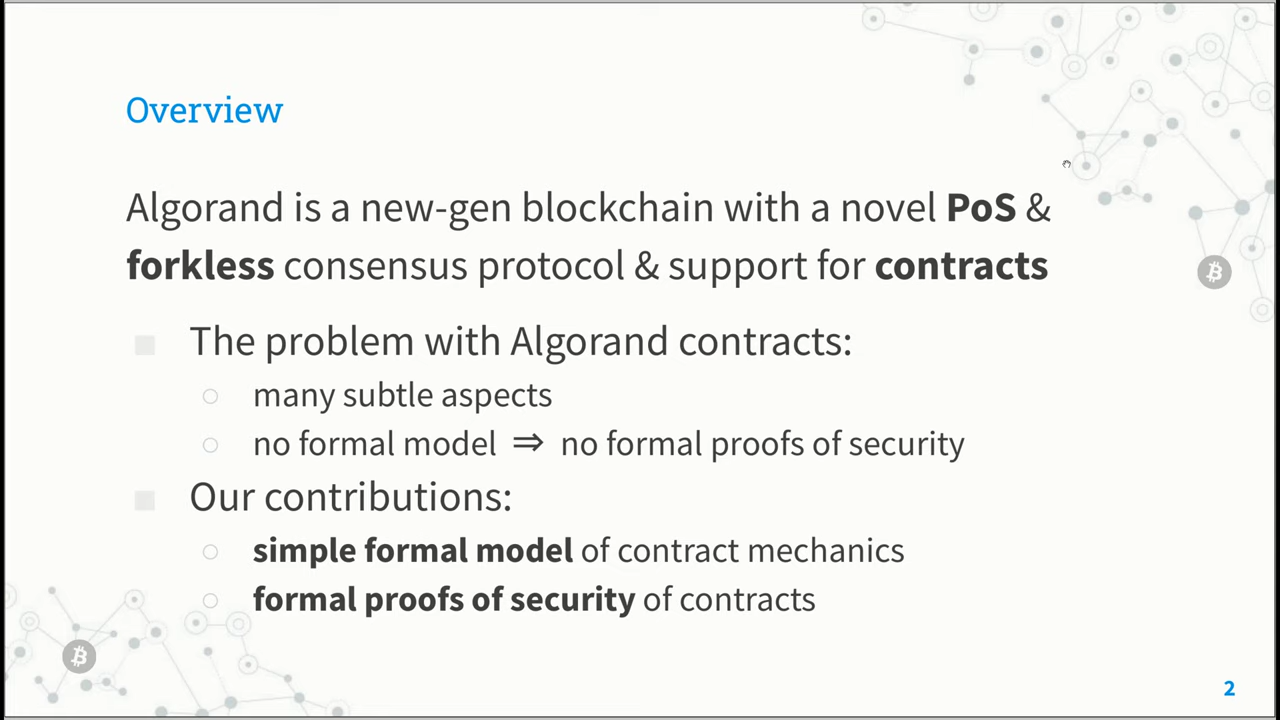 Overview
Algorand is a new-gen blockchain with a novel PoS &
forkless consensus protocol & support for contracts
The problem with Algorand contracts:
many subtle aspects
no formal model ⇒ no formal proofs of security
Our contributions:
simple formal model of contract mechanics
formal proofs of security of contracts
2